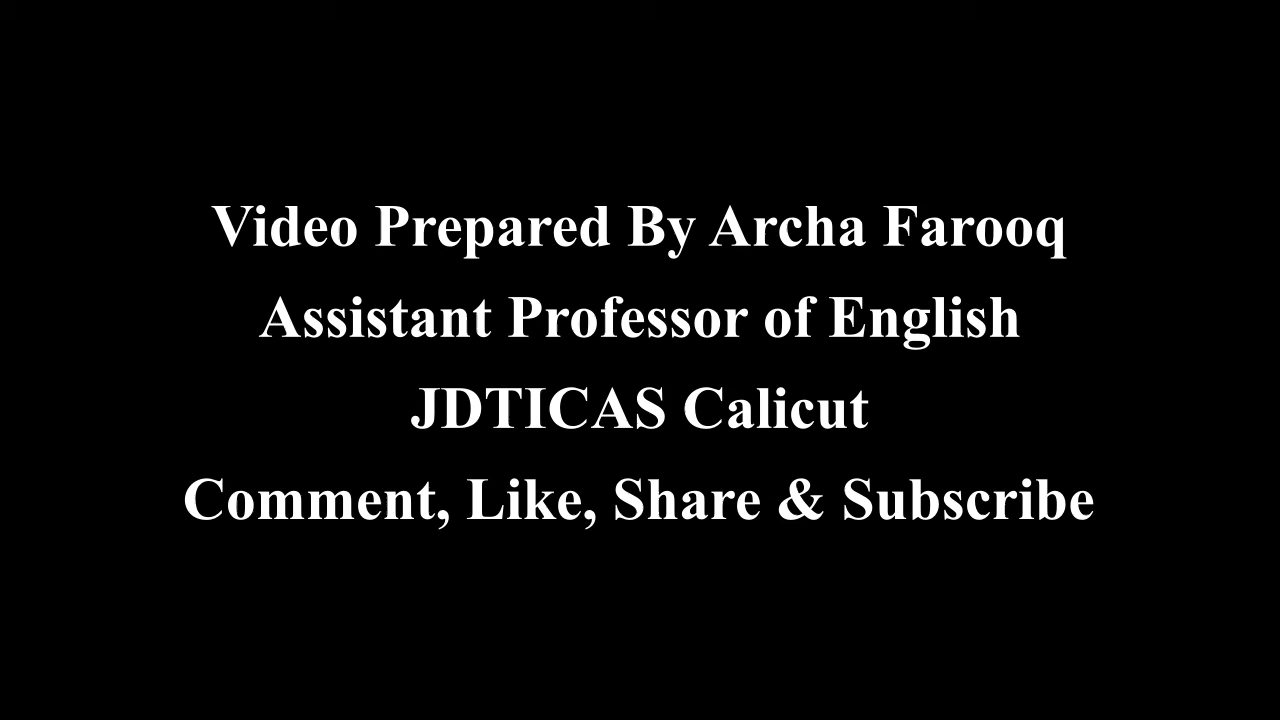 Video Prepared By Archa Farooq
Assistant Professor of English
JDTICAS Calicut
Comment, Like, Share & Subscribe